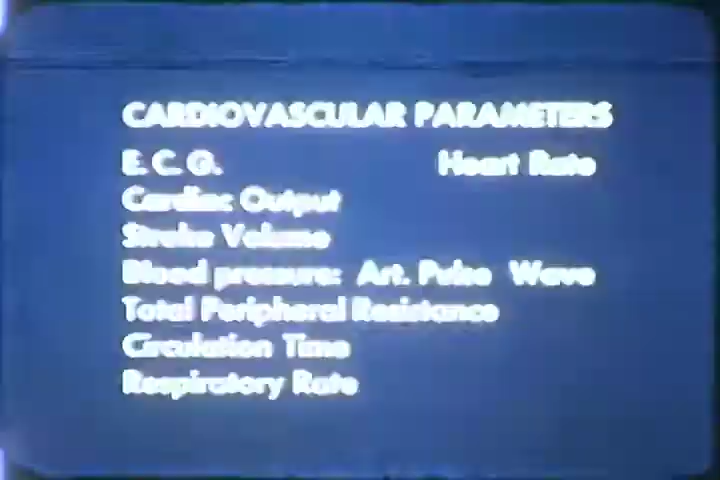 CARDIOVASCULAR PARAMETERS
E. C. G. Heart Rate
Cardiac Output
Stroke Volume
Blood pressure: Art. Pulse Wave
Total Peripheral Resistance
Circulation Time
Respiratory Rate